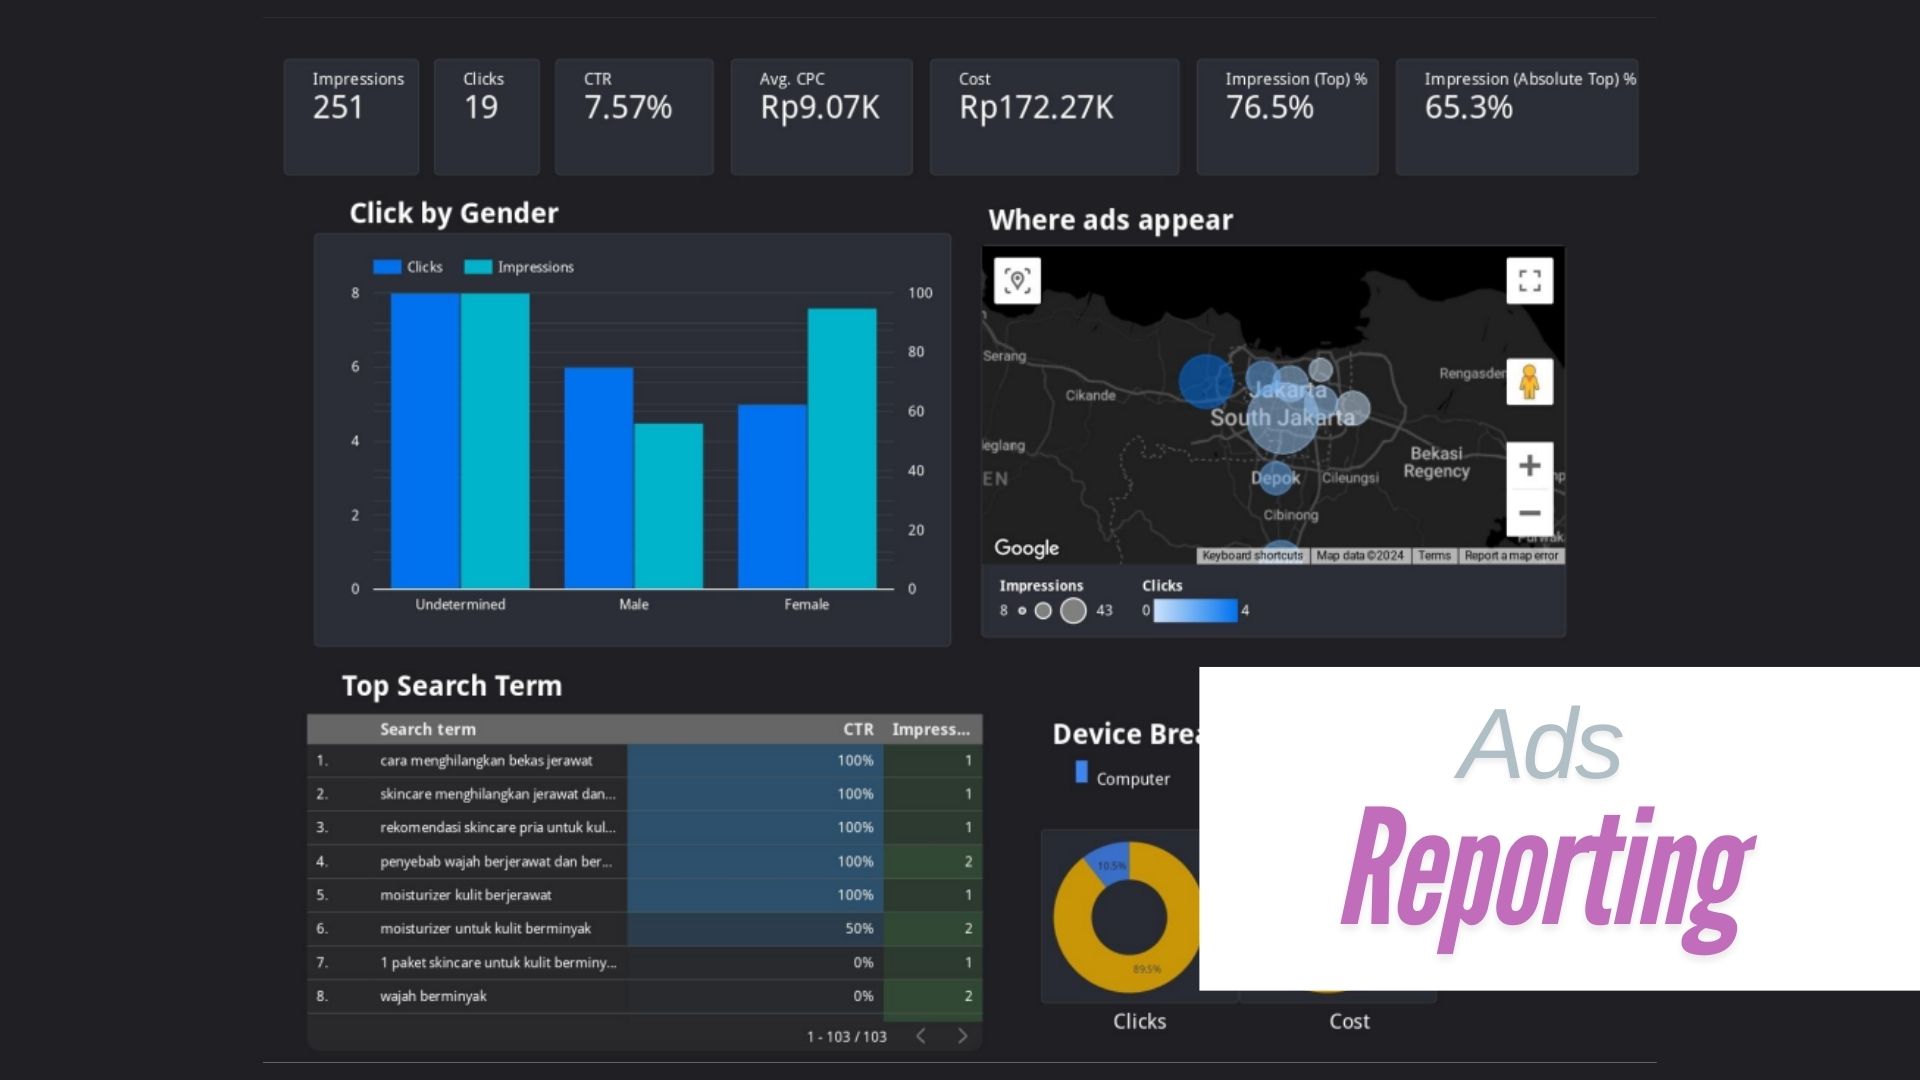 Impressions
251
Clicks
19
CTR
7.57%
Avg. CPC
Rp9.07K
Cost
Rp172.27K
Impression (Top) %
76.5%
Impression (Absolute Top) %
65.3%
Click by Gender
Clicks Impressions
8 100
80
6
60
4
40
2
20
0 0
Undetermined Male Female
Where ads appear
Serang
Cikande
Jakarta
South Jakarta
Rengasder
eglang
EN
Depok
Cileungsi
Bekasi
Regency
Cibinong
Google
Keyboard shortcuts Map data ©2024 Terms Report a map error
Impressions Clicks
8 43 0 4
Top Search Term
Search term CTR Impress...
1. cara menghilangkan bekas jerawat 100% 1
2. skincare menghilangkan jerawat dan... 100% 1
3. rekomendasi skincare pria untuk kul... 100% 1
4. penyebab wajah berjerawat dan ber... 100% 2
5. moisturizer kulit berjerawat 100% 1
6. moisturizer untuk kulit berminyak 50% 2
7. 1 paket skincare untuk kulit berminy... 0% 1
8. wajah berminyak 0% 2
1 - 103 / 103
Device Brea
Computer
10.5%
89.5%
Clicks
Cost
Ads
Reporting